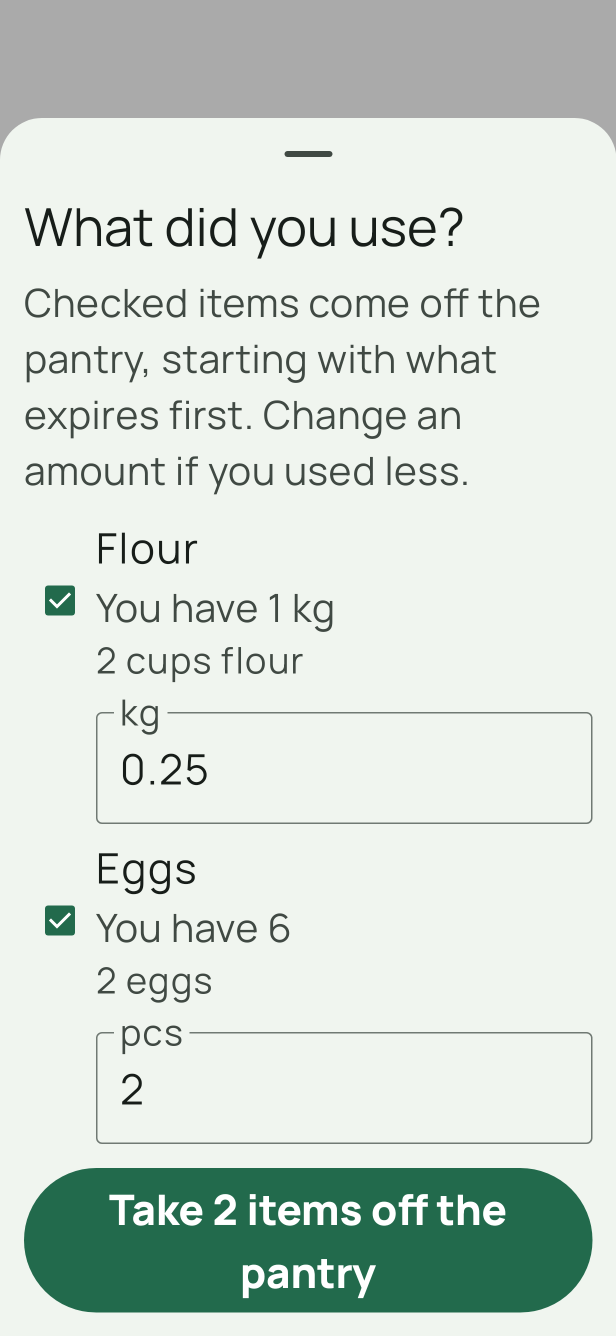 What did you use?
Checked items come off the
pantry, starting with what
expires first. Change an
amount if you used less.
Flour
You have 1 kg
2 cups flour
kg
0.25
Eggs
You have 6
2 eggs
pcs
2
Take 2 items off the
pantry